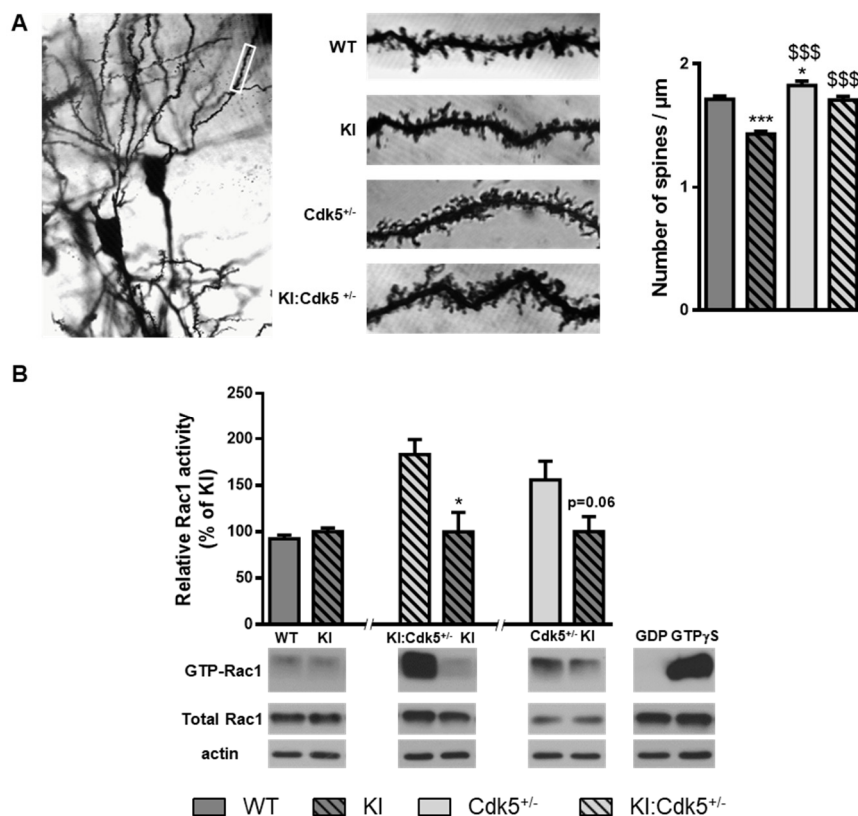 A
WT
KI
Cdk5+/-
KI:Cdk5 +/-
Number of spines / µm
2
1
0
***
$$$
*
$$$
B
Relative Rac1 activity
(% of KI)
250
200
150
100
50
0
*
p=0.06
WT KI KI:Cdk5+/- KI Cdk5+/- KI GDP GTPγS
GTP-Rac1
Total Rac1
actin
WT KI Cdk5+/- KI:Cdk5+/-